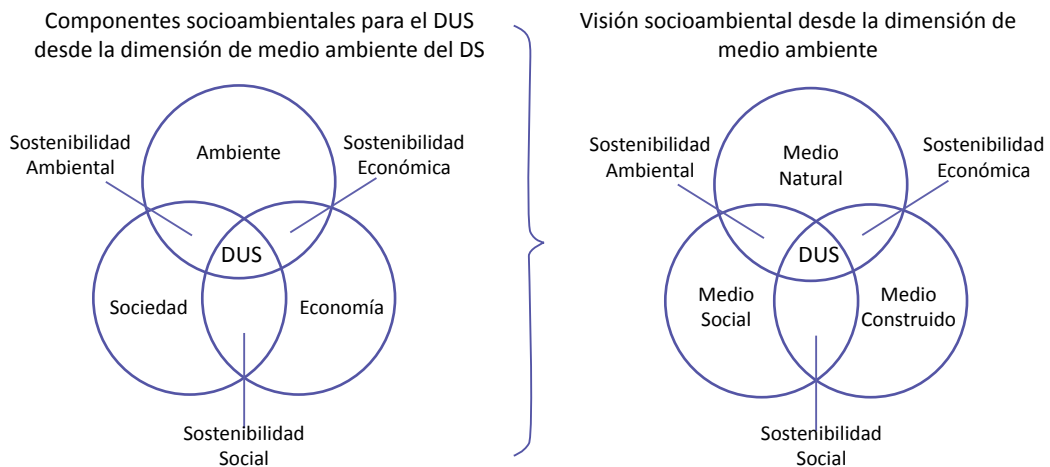 Componentes socioambientales para el DUS
desde la dimensión de medio ambiente del DS
Sostenibilidad
Ambiental
Ambiente
Sostenibilidad
Económica
DUS
Sociedad
Economía
Sostenibilidad
Social
Visión socioambiental desde la dimensión de
medio ambiente
Sostenibilidad
Ambiental
Medio
Natural
Sostenibilidad
Económica
DUS
Medio
Social
Medio
Construido
Sostenibilidad
Social